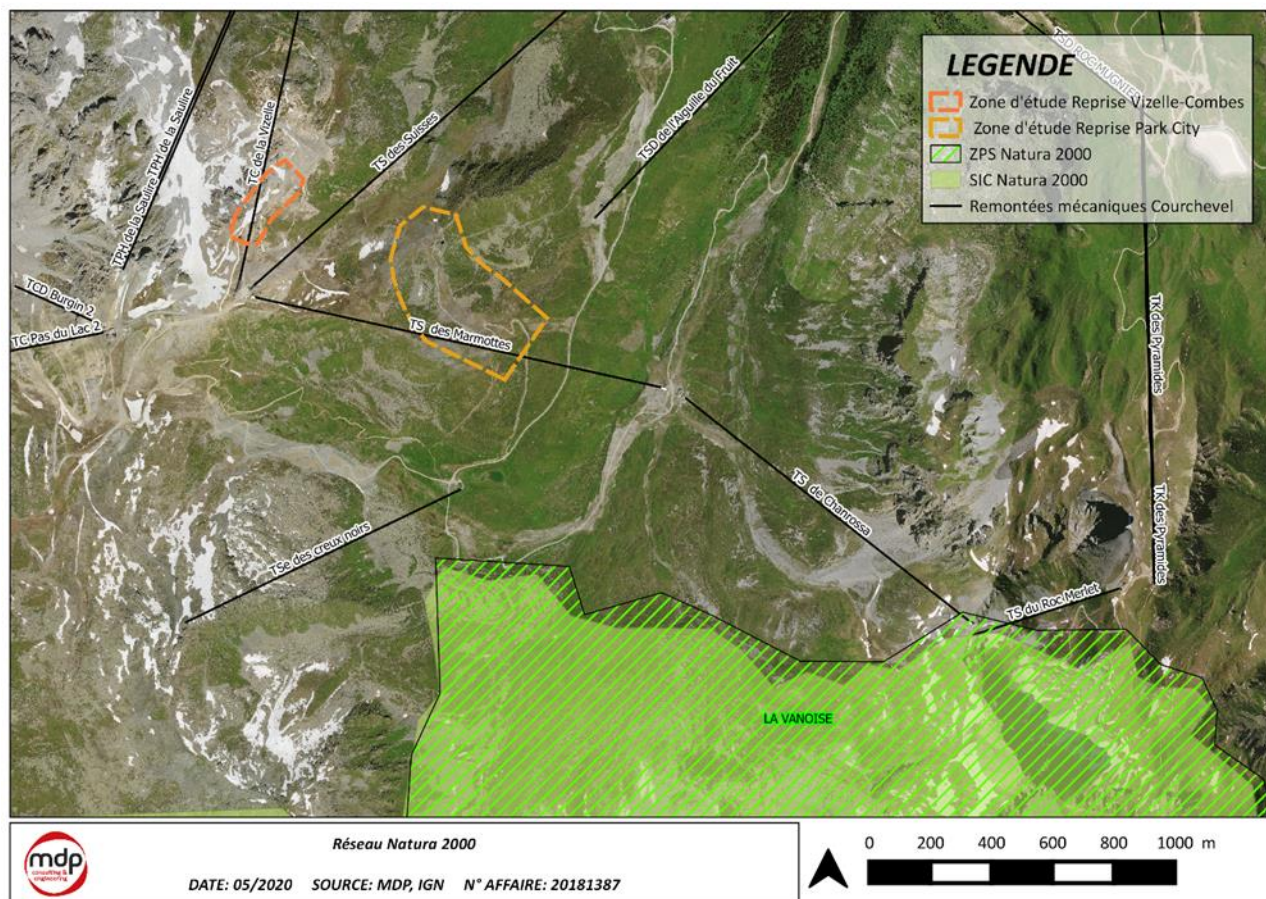 TPH de la Saulire
TPH de la Saulire
TC de la Vizelle
TS des Suisses
TSD de l'Aiguille du Fruit
TSD ROC MUGNIER
LEGENDE
Zone d'étude Reprise Vizelle-Combes
Zone d'étude Reprise Park City
ZPS Natura 2000
SIC Natura 2000
Remontées mécaniques Courchevel
TCD Burgin 2
TC Pas du Lac 2
TS des Marmottes
TK des Pyramides
TK des Pyramides
TS de Chanrossa
TSe des creux noirs
TS du Roc Merlet
LA VANOISE
mdp
consulting &
engineering
Réseau Natura 2000
DATE: 05/2020 SOURCE: MDP, IGN N° AFFAIRE: 20181387
0 200 400 600 800 1000 m